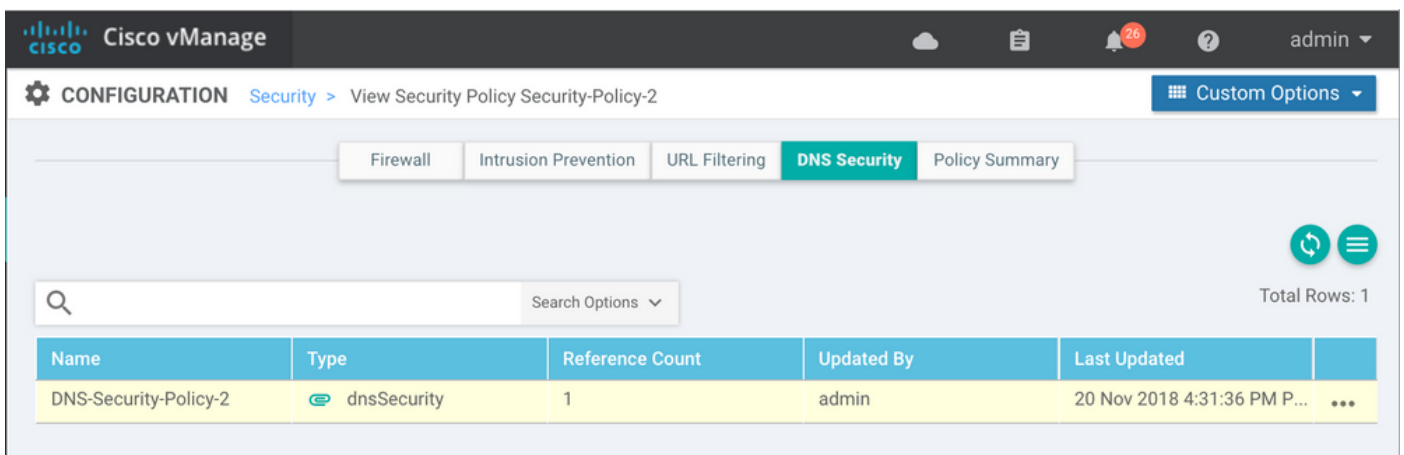 cisco Cisco vManage 26 admin
CONFIGURATION Security > View Security Policy Security-Policy-2 Custom Options
Firewall Intrusion Prevention URL Filtering DNS Security Policy Summary
Search Options Total Rows: 1
Name Type Reference Count Updated By Last Updated
DNS-Security-Policy-2 dnsSecurity 1 admin 20 Nov 2018 4:31:36 PM P...